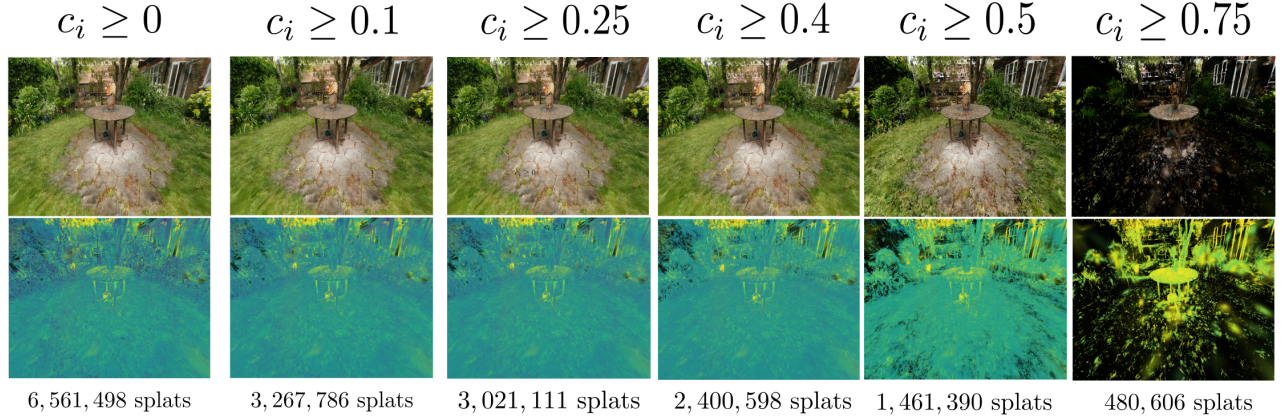 c_i ≥ 0
c_i ≥ 0.1
c_i ≥ 0.25
c_i ≥ 0.4
c_i ≥ 0.5
c_i ≥ 0.75
6,561,498 splats
3,267,786 splats
3,021,111 splats
2,400,598 splats
1,461,390 splats
480,606 splats